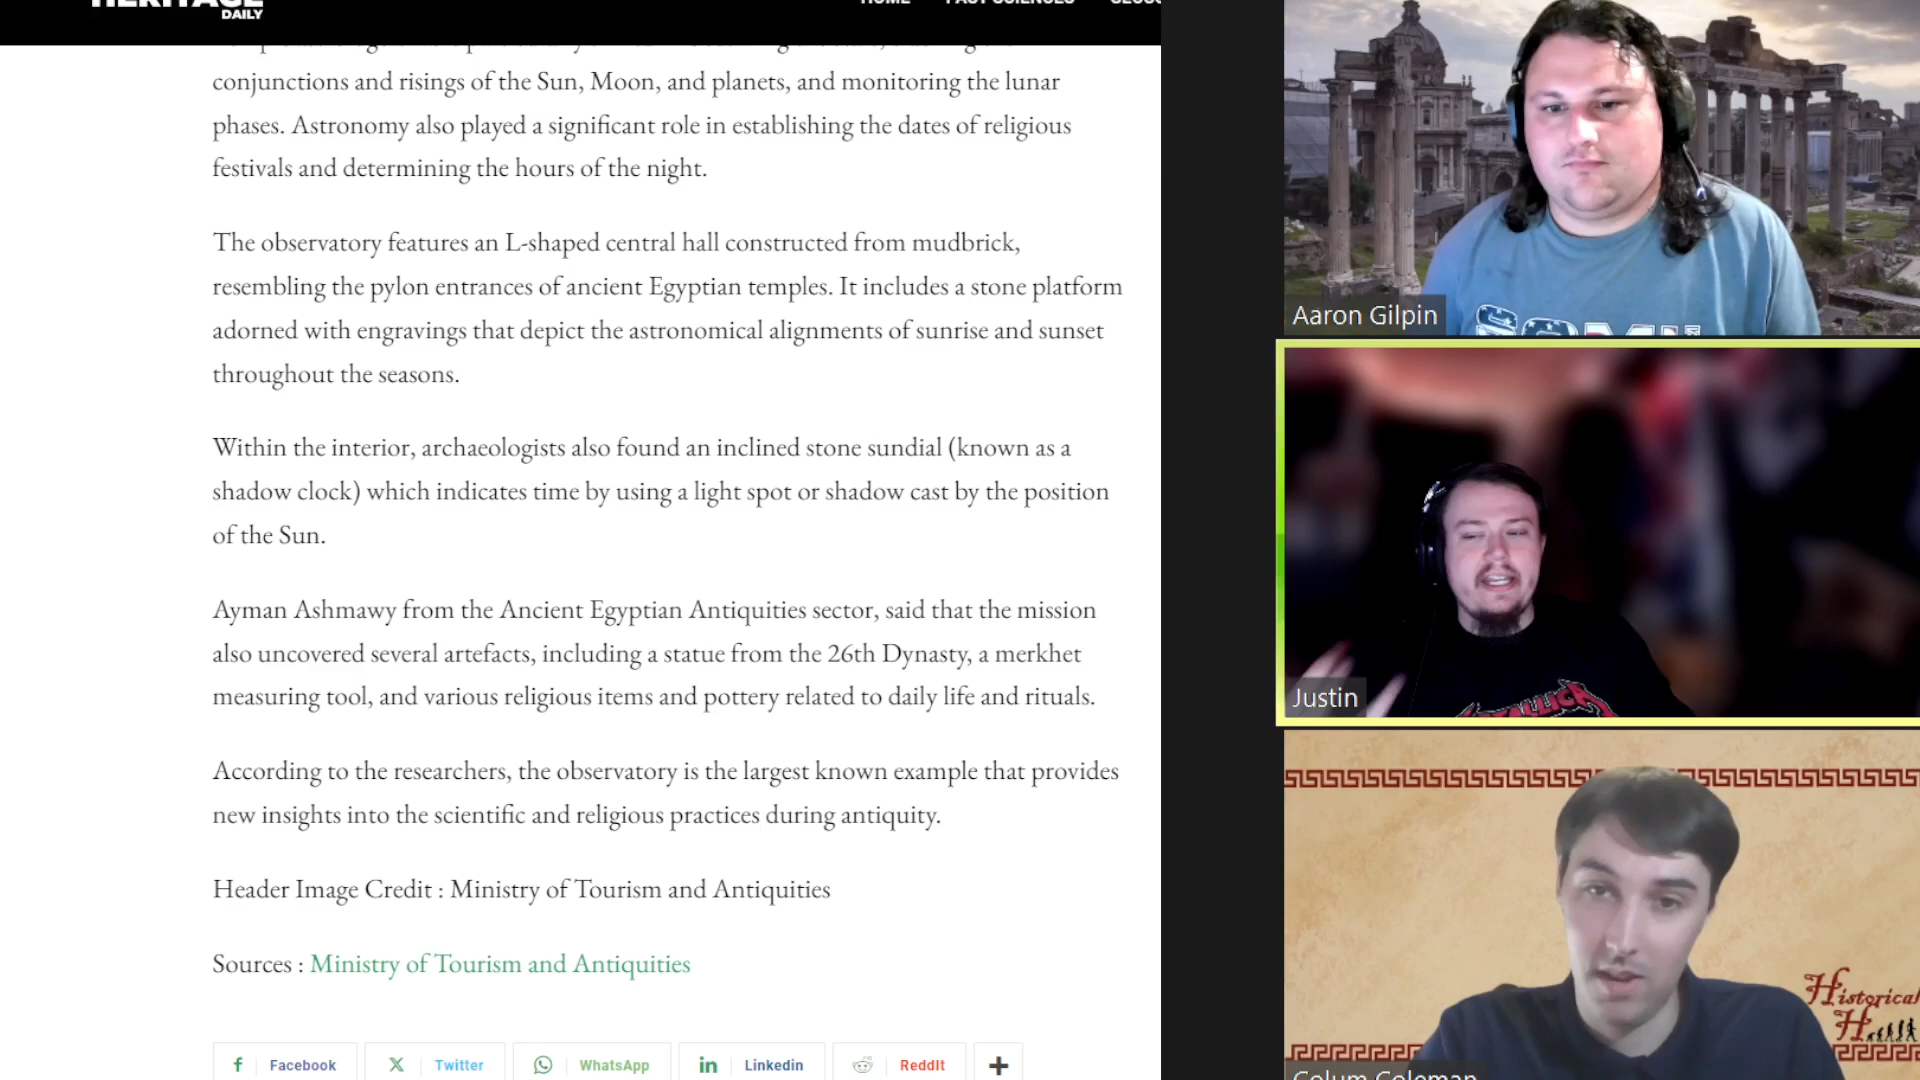 HERITAGE
DAILY
HOME PAST SCIENCES
conjunctions and risings of the Sun, Moon, and planets, and monitoring the lunar
phases. Astronomy also played a significant role in establishing the dates of religious
festivals and determining the hours of the night.
The observatory features an L-shaped central hall constructed from mudbrick,
resembling the pylon entrances of ancient Egyptian temples. It includes a stone platform
adorned with engravings that depict the astronomical alignments of sunrise and sunset
throughout the seasons.
Within the interior, archaeologists also found an inclined stone sundial (known as a
shadow clock) which indicates time by using a light spot or shadow cast by the position
of the Sun.
Ayman Ashmawy from the Ancient Egyptian Antiquities sector, said that the mission
also uncovered several artefacts, including a statue from the 26th Dynasty, a merkhet
measuring tool, and various religious items and pottery related to daily life and rituals.
According to the researchers, the observatory is the largest known example that provides
new insights into the scientific and religious practices during antiquity.
Header Image Credit : Ministry of Tourism and Antiquities
Sources : Ministry of Tourism and Antiquities
Facebook Twitter WhatsApp Linkedin ReddIt
Aaron Gilpin
Justin
METALLICA
Historical
Colum Coleman